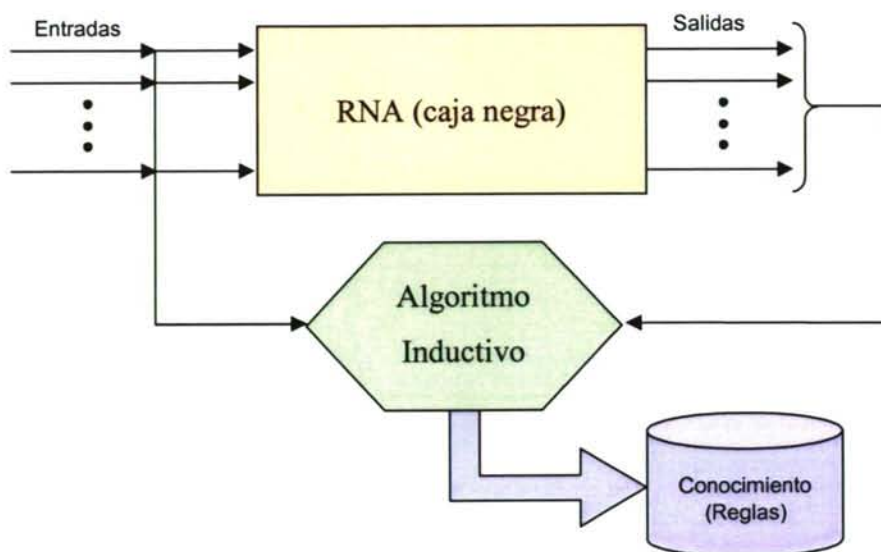 Entradas
Salidas
RNA (caja negra)
Algoritmo
Inductivo
Conocimiento
(Reglas)